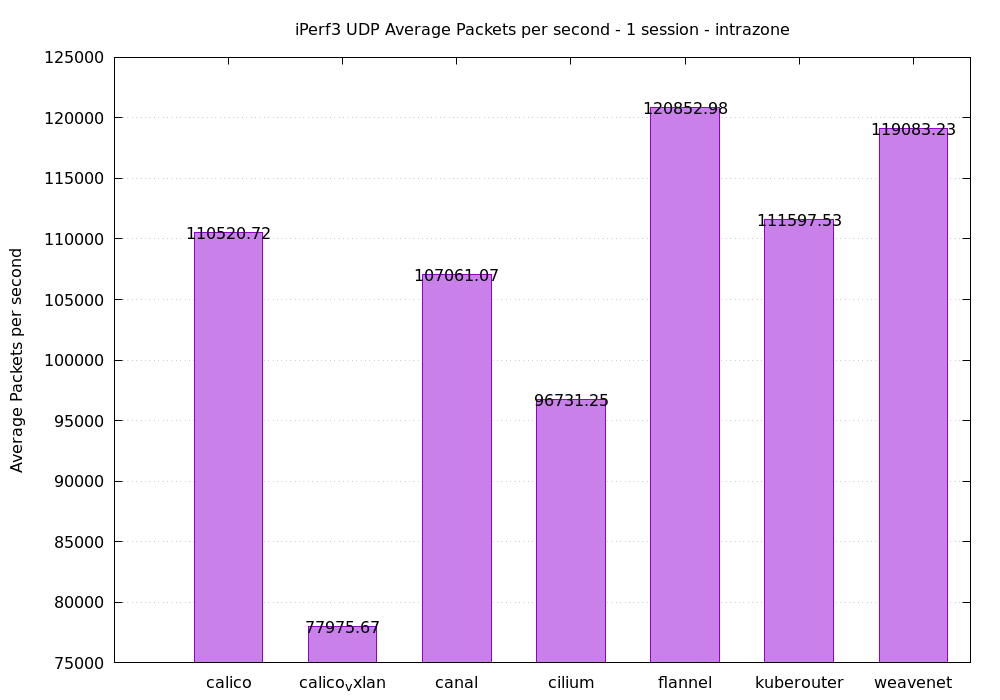 iPerf3 UDP Average Packets per second - 1 session - intrazone
Average Packets per second
125000
120000
115000
110000
105000
100000
95000
90000
85000
80000
75000
110520.72
77975.67
107061.07
96731.25
120852.98
111597.53
119083.23
calico
calicovxlan
canal
cilium
flannel
kuberouter
weavenet